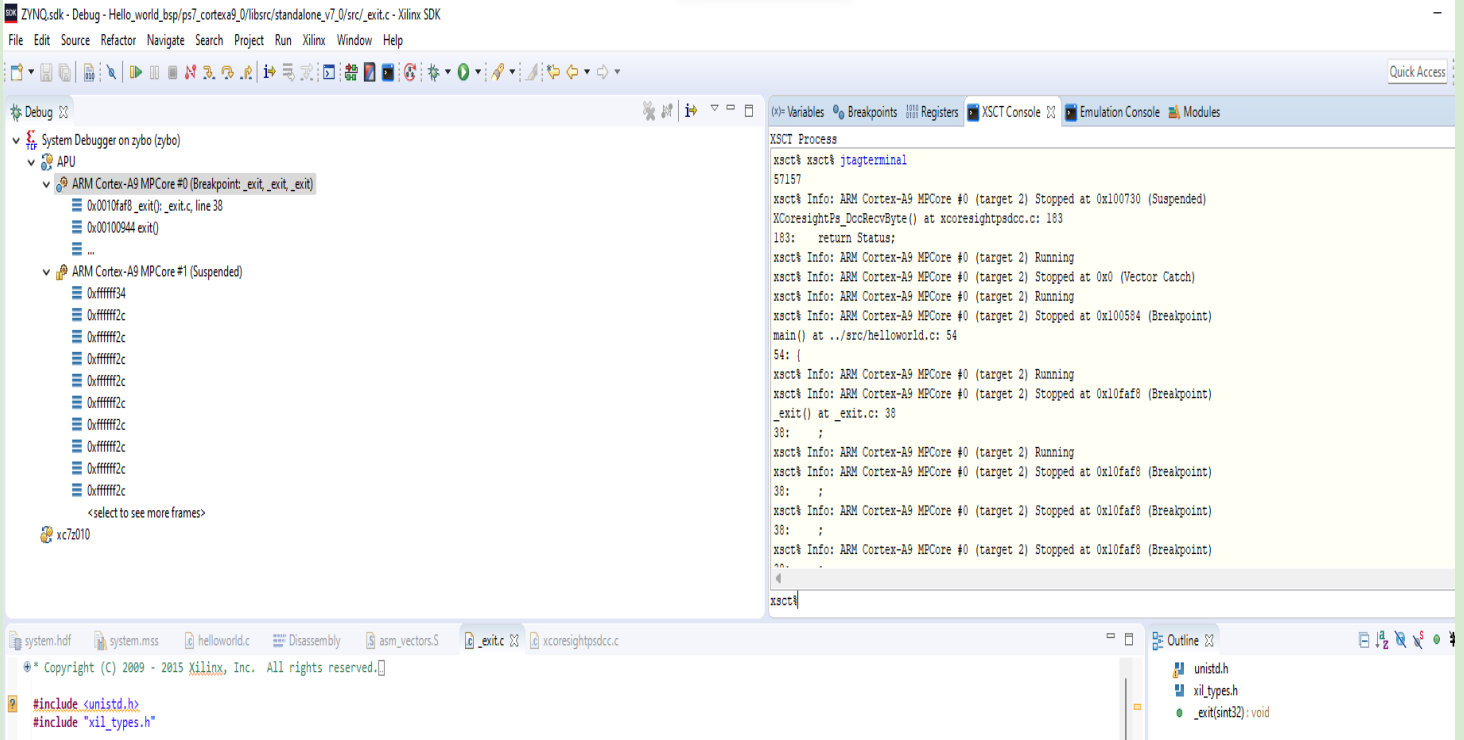 ZYNQ.sdk - Debug - Hello_world_bsp/ps7_cortexa9_0/libsrc/standalone_v7_0/src/_exit.c - Xilinx SDK
File Edit Source Refactor Navigate Search Project Run Xilinx Window Help
Quick Access
Debug
System Debugger on zybo (zybo)
APU
ARM Cortex-A9 MPCore #0 (Breakpoint: _exit, _exit, _exit)
0x0010faf8 _exit(): _exit.c, line 38
0x00100944 exit()
...
ARM Cortex-A9 MPCore #1 (Suspended)
0xffffff34
0xffffff2c
0xffffff2c
0xffffff2c
0xffffff2c
0xffffff2c
0xffffff2c
0xffffff2c
0xffffff2c
0xffffff2c
<select to see more frames>
xc7z010
(x)= Variables Breakpoints Registers XSCT Console Emulation Console Modules
XSCT Process
xsct% xsct% jtagterminal
57157
xsct% Info: ARM Cortex-A9 MPCore #0 (target 2) Stopped at 0x100730 (Suspended)
XCoresightPs_DccRecvByte() at xcoresightpsdcc.c: 183
183: return Status;
xsct% Info: ARM Cortex-A9 MPCore #0 (target 2) Running
xsct% Info: ARM Cortex-A9 MPCore #0 (target 2) Stopped at 0x0 (Vector Catch)
xsct% Info: ARM Cortex-A9 MPCore #0 (target 2) Running
xsct% Info: ARM Cortex-A9 MPCore #0 (target 2) Stopped at 0x100584 (Breakpoint)
main() at ../src/helloworld.c: 54
54: {
xsct% Info: ARM Cortex-A9 MPCore #0 (target 2) Running
xsct% Info: ARM Cortex-A9 MPCore #0 (target 2) Stopped at 0x10faf8 (Breakpoint)
_exit() at _exit.c: 38
38: ;
xsct% Info: ARM Cortex-A9 MPCore #0 (target 2) Running
xsct% Info: ARM Cortex-A9 MPCore #0 (target 2) Stopped at 0x10faf8 (Breakpoint)
38: ;
xsct% Info: ARM Cortex-A9 MPCore #0 (target 2) Stopped at 0x10faf8 (Breakpoint)
38: ;
xsct% Info: ARM Cortex-A9 MPCore #0 (target 2) Stopped at 0x10faf8 (Breakpoint)
xsct%
system.hdf system.mss helloworld.c Disassembly asm_vectors.S _exit.c xcoresightpsdcc.c
* Copyright (C) 2009 - 2015 Xilinx, Inc. All rights reserved.
#include <unistd.h>
#include "xil_types.h"
Outline
unistd.h
xil_types.h
_exit(sint32) : void